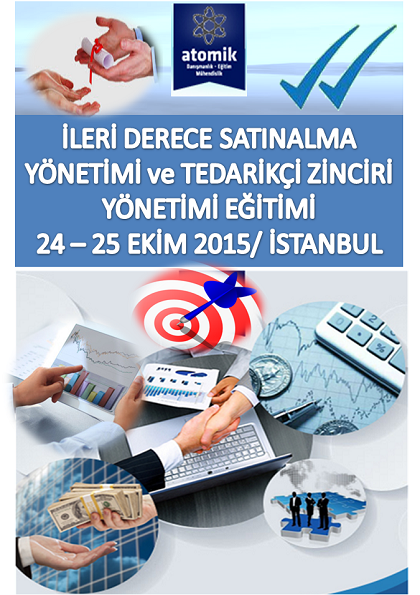 atomik
Danışmanlık - Eğitim
Mühendislik
İLERİ DERECE SATINALMA
YÖNETİMİ ve TEDARİKÇİ ZİNCİRİ
YÖNETİMİ EĞİTİMİ
24 – 25 EKİM 2015/ İSTANBUL